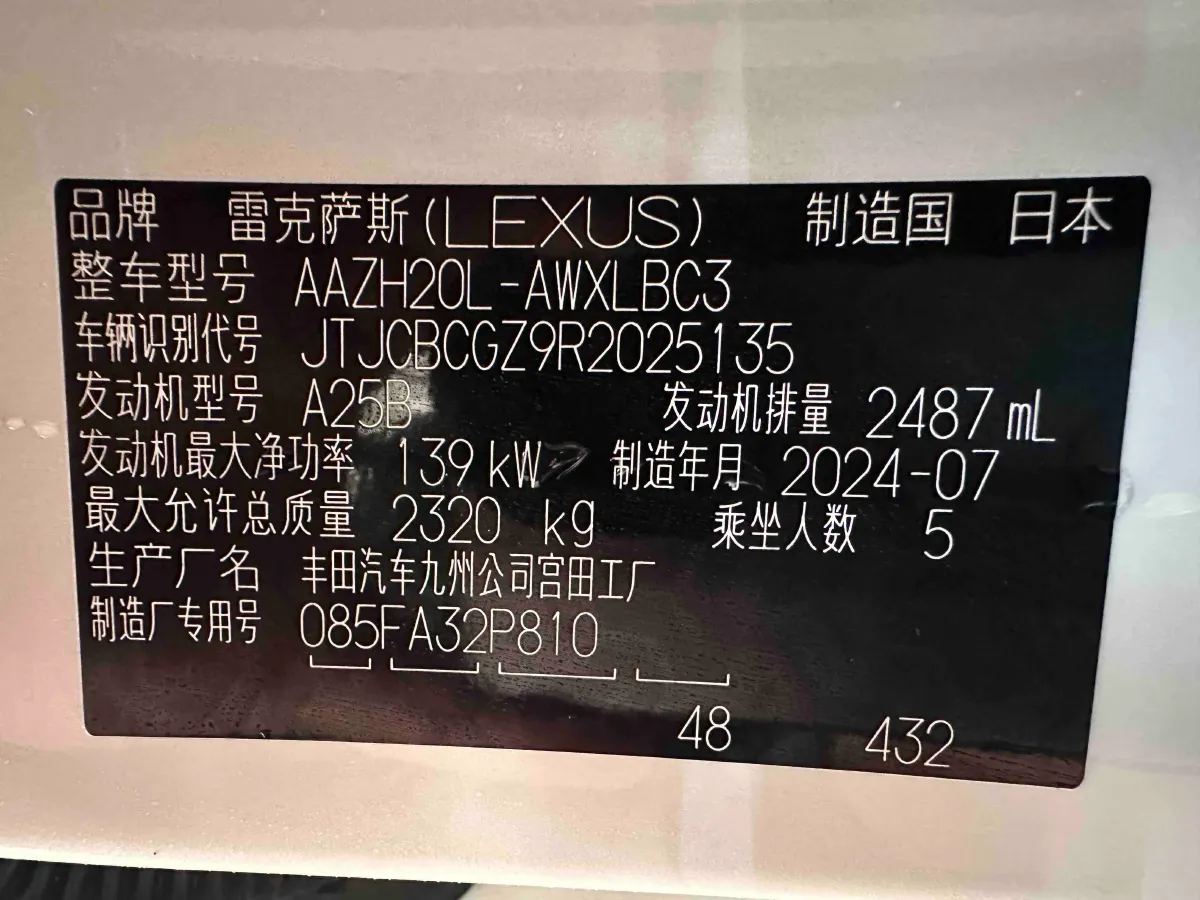 品牌 雷克萨斯(LEXUS) 制造国 日本
整车型号 AAZH20L-AWXLBC3
车辆识别代号 JTJCBCGZ9R2025135
发动机型号 A25B 发动机排量 2487 mL
发动机最大净功率 139 kW 制造年月 2024-07
最大允许总质量 2320 kg 乘坐人数 5
生产厂名 丰田汽车九州公司宫田工厂
制造厂专用号 085FA32P810
48 432